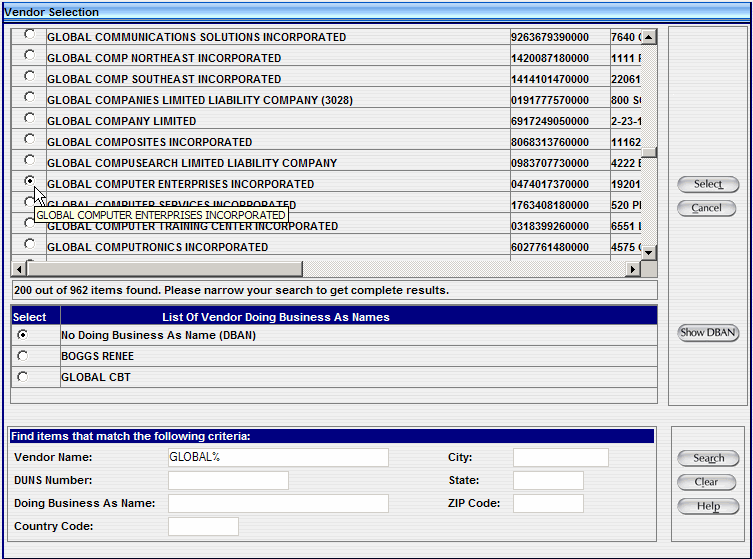 Vendor Selection
GLOBAL COMMUNICATIONS SOLUTIONS INCORPORATED 9263679390000 7640
GLOBAL COMP NORTHEAST INCORPORATED 1420087180000 1111
GLOBAL COMP SOUTHEAST INCORPORATED 1414101470000 22061
GLOBAL COMPANIES LIMITED LIABILITY COMPANY (3028) 0191777570000 800
GLOBAL COMPANY LIMITED 6917249050000 2-23-1
GLOBAL COMPOSITES INCORPORATED 8068313760000 11162
GLOBAL COMPUSEARCH LIMITED LIABILITY COMPANY 0983707730000 4222
GLOBAL COMPUTER ENTERPRISES INCORPORATED 0474017370000 19201
GLOBAL COMPUTER SERVICES INCORPORATED 1763408180000 520
GLOBAL COMPUTER ENTERPRISES INCORPORATED
GLOBAL COMPUTER TRAINING CENTER INCORPORATED 0318399260000 6551
GLOBAL COMPUTRONICS INCORPORATED 6027761480000 4575
Select
Cancel
200 out of 962 items found. Please narrow your search to get complete results.
Select List Of Vendor Doing Business As Names
No Doing Business As Name (DBAN)
BOGGS RENEE
GLOBAL CBT
Show DBAN
Find items that match the following criteria:
Vendor Name: GLOBAL% City:
DUNS Number: State:
Doing Business As Name: ZIP Code:
Country Code:
Search
Clear
Help